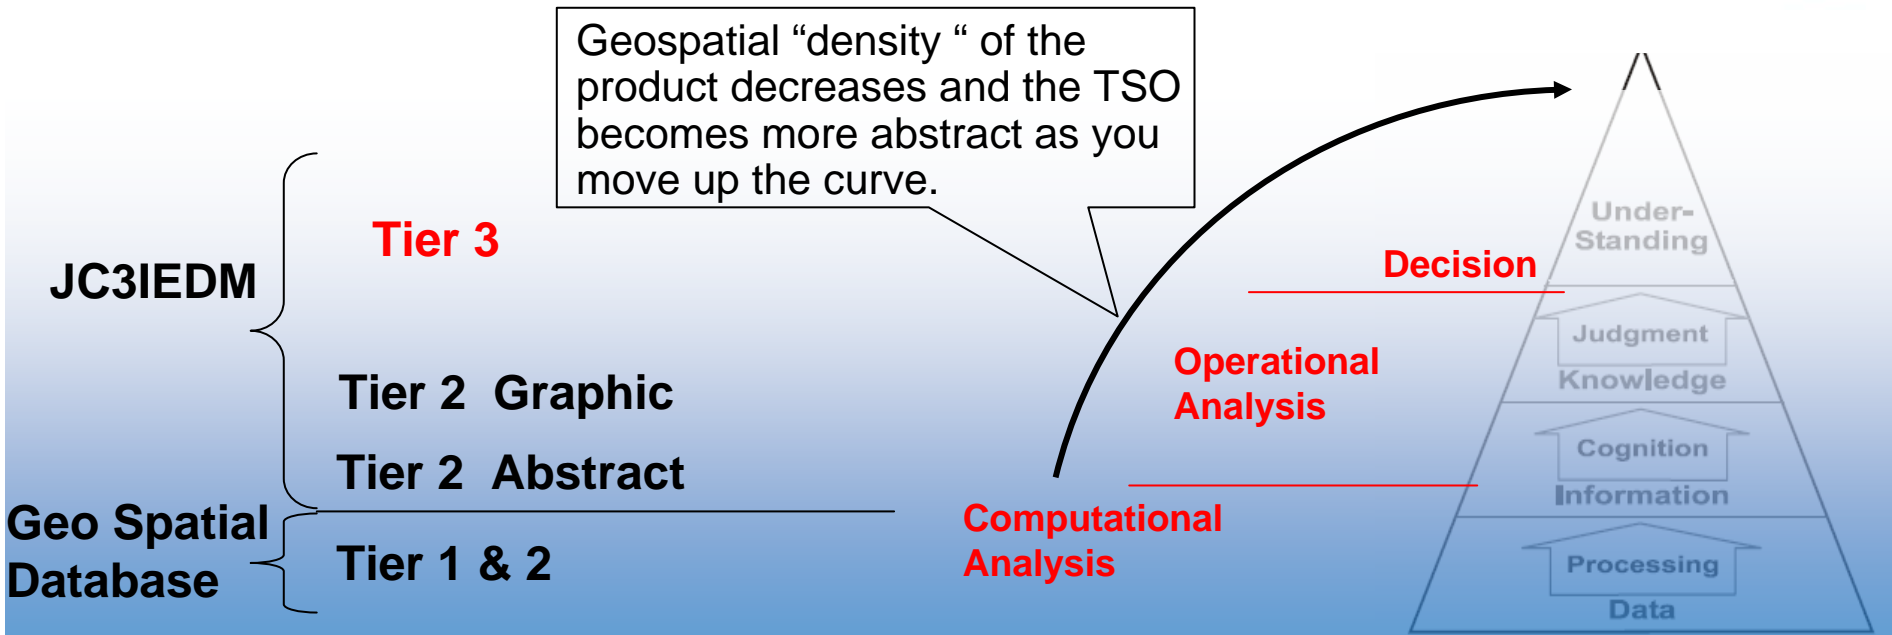 Geospatial “density “ of the
product decreases and the TSO
becomes more abstract as you
move up the curve.
JC3IEDM
Tier 3
Tier 2  Graphic
Tier 2  Abstract
Geo Spatial
Database
Tier 1 & 2
Decision
Operational
Analysis
Computational
Analysis
Under-
Standing
Judgment
Knowledge
Cognition
Information
Processing
Data